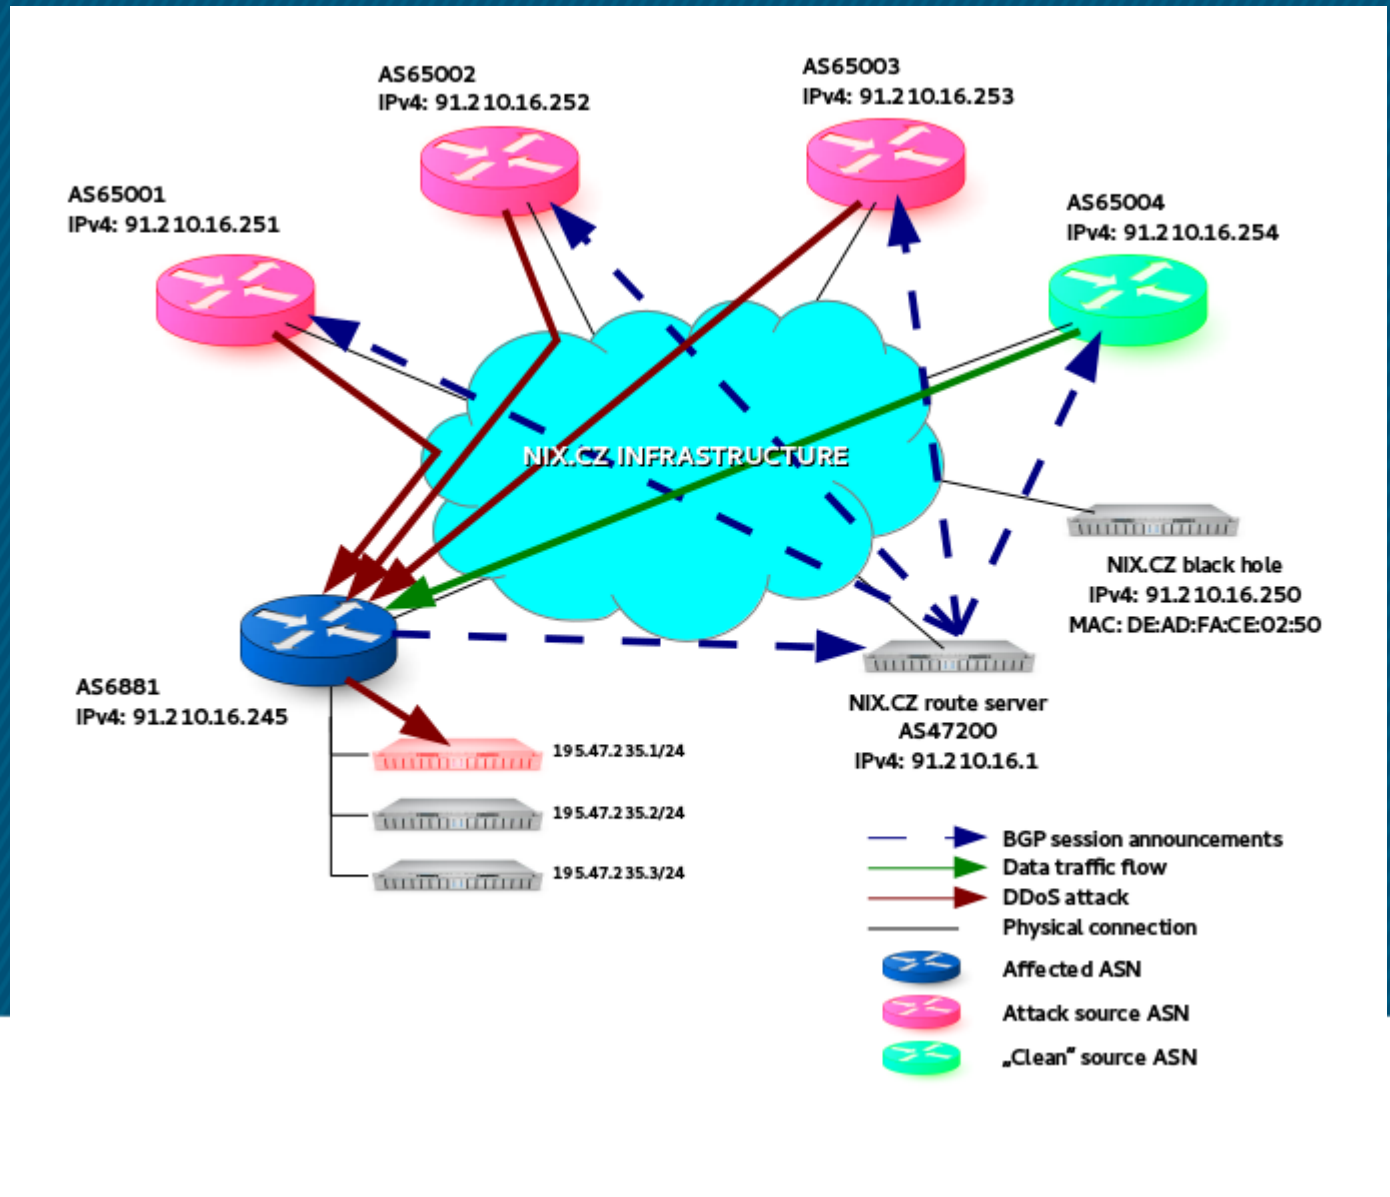 AS65002
IPv4: 91.210.16.252
AS65003
IPv4: 91.210.16.253
AS65001
IPv4: 91.210.16.251
AS65004
IPv4: 91.210.16.254
NIX.CZ INFRASTRUCTURE
NIX.CZ black hole
IPv4: 91.210.16.250
MAC: DE:AD:FA:CE:02:50
AS6881
IPv4: 91.210.16.245
NIX.CZ route server
AS47200
IPv4: 91.210.16.1
195.47.235.1/24
195.47.235.2/24
195.47.235.3/24
BGP session announcements
Data traffic flow
DDoS attack
Physical connection
Affected ASN
Attack source ASN
„Clean“ source ASN